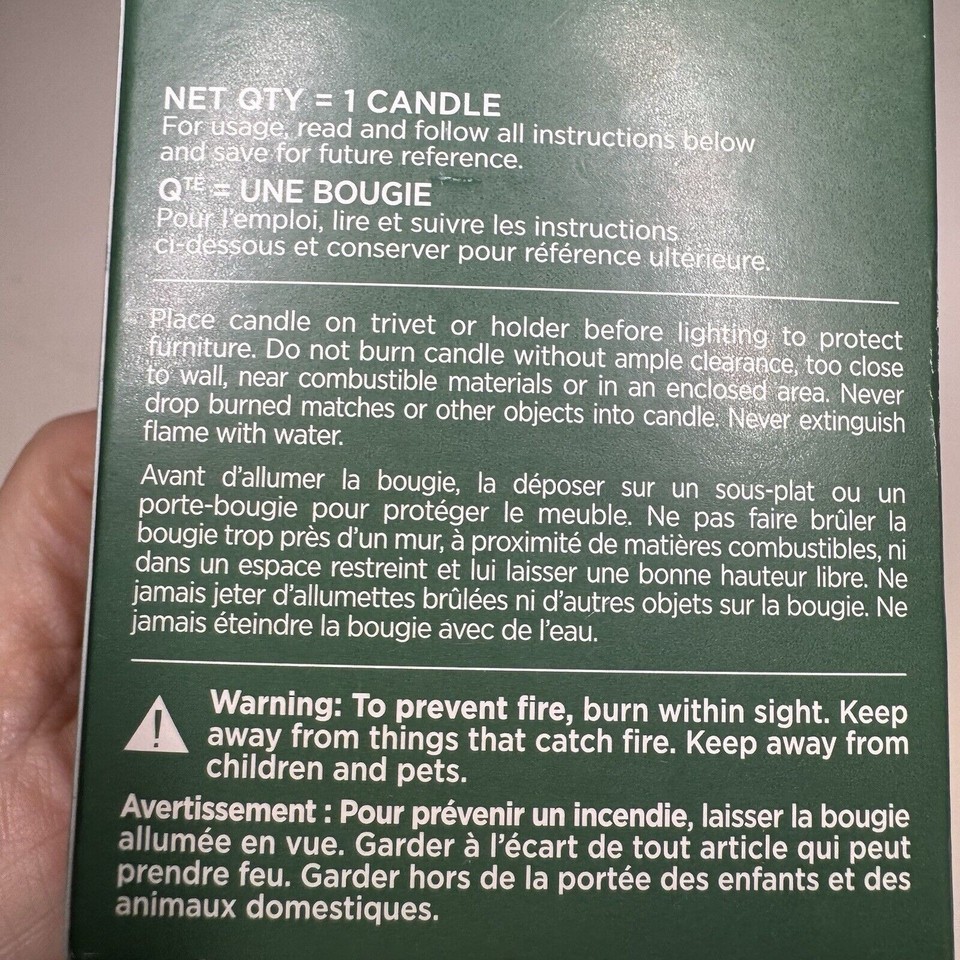 NET QTY = 1 CANDLE
For usage, read and follow all instructions below
and save for future reference.
QTÉ = UNE BOUGIE
Pour l'emploi, lire et suivre les instructions
ci-dessous et conserver pour référence ultérieure.
Place candle on trivet or holder before lighting to protect
furniture. Do not burn candle without ample clearance, too close
to wall, near combustible materials or in an enclosed area. Never
drop burned matches or other objects into candle. Never extinguish
flame with water.
Avant d'allumer la bougie, la déposer sur un sous-plat ou un
porte-bougie pour protéger le meuble. Ne pas faire brûler la
bougie trop près d'un mur, à proximité de matières combustibles, ni
dans un espace restreint et lui laisser une bonne hauteur libre. Ne
jamais jeter d'allumettes brûlées ni d'autres objets sur la bougie. Ne
jamais éteindre la bougie avec de l'eau.
Warning: To prevent fire, burn within sight. Keep
away from things that catch fire. Keep away from
children and pets.
Avertissement : Pour prévenir un incendie, laisser la bougie
allumée en vue. Garder à l'écart de tout article qui peut
prendre feu. Garder hors de la portée des enfants et des
animaux domestiques.